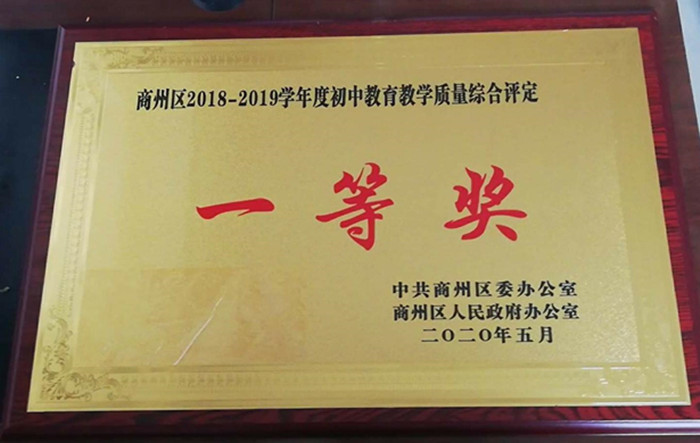 商州区2018-2019学年度初中教育教学质量综合评定
一等奖
中共商州区委办公室
商州区人民政府办公室
二〇二〇年五月